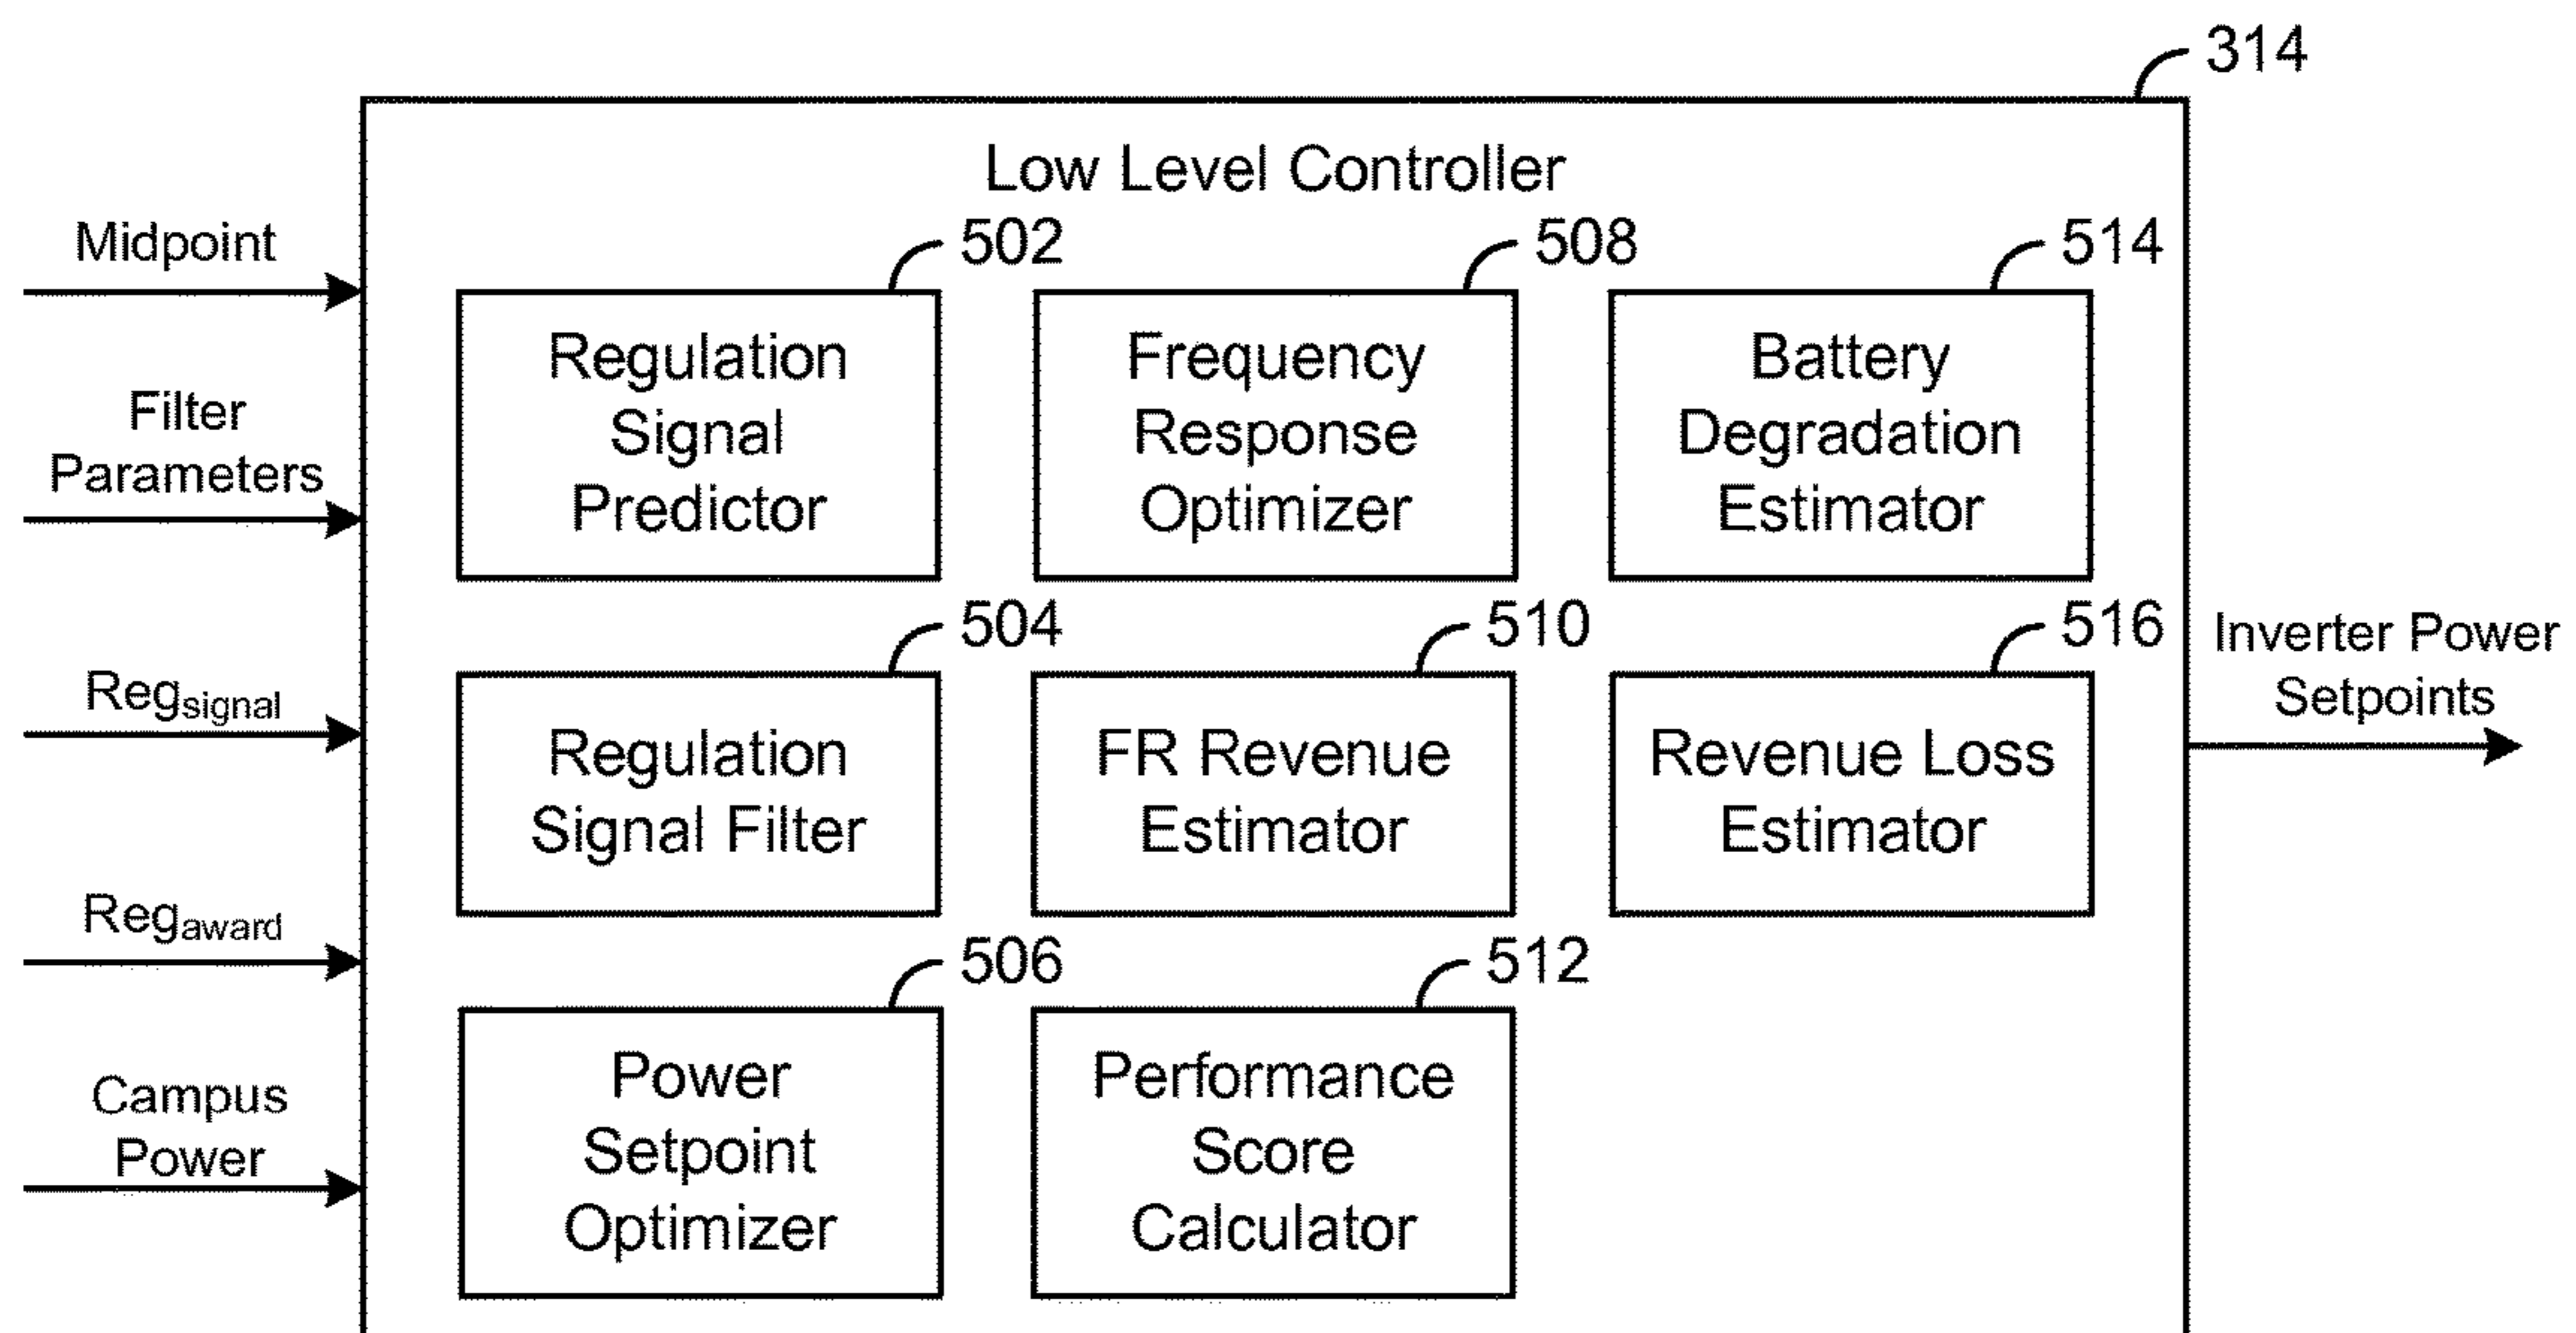 314
Low Level Controller
Midpoint
Filter
Parameters
Regsignal
Regaward
Campus
Power
502
Regulation
Signal
Predictor
508
Frequency
Response
Optimizer
514
Battery
Degradation
Estimator
504
Regulation
Signal Filter
510
FR Revenue
Estimator
516
Revenue Loss
Estimator
506
Power
Setpoint
Optimizer
512
Performance
Score
Calculator
Inverter Power
Setpoints